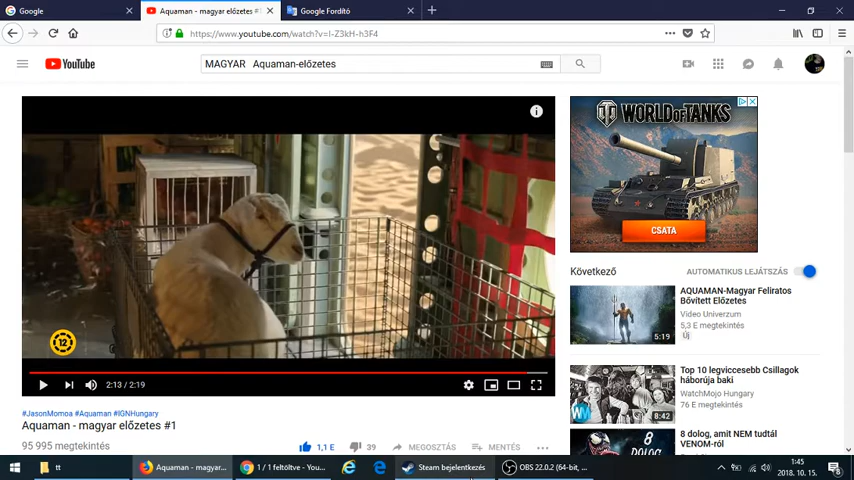 Google
Aquaman - magyar előzetes #1
Google Fordító
https://www.youtube.com/watch?v=I-Z3kH-h3F4
YouTube
MAGYAR   Aquaman-előzetes
WORLD OF TANKS
CSATA
12
Következő
AUTOMATIKUS LEJÁTSZÁS
AQUAMAN-Magyar Feliratos
Bővített Előzetes
Video Univerzum
5,3 E megtekintés
Új
5:19
Top 10 legviccesebb Csillagok
háborúja baki
WatchMojo Hungary
76 E megtekintés
8:42
8 dolog, amit NEM tudtál
VENOM-ról
8
DOLOG
2:13 / 2:19
#JasonMomoa #Aquaman #IGNHungary
Aquaman - magyar előzetes #1
95 995 megtekintés
1,1 E
39
MEGOSZTÁS
MENTÉS
tt
Aquaman - magyar...
1 / 1 feltöltve - You...
Steam bejelentkezés
OBS 22.0.2 (64-bit, ...
1:45
2018. 10. 15.